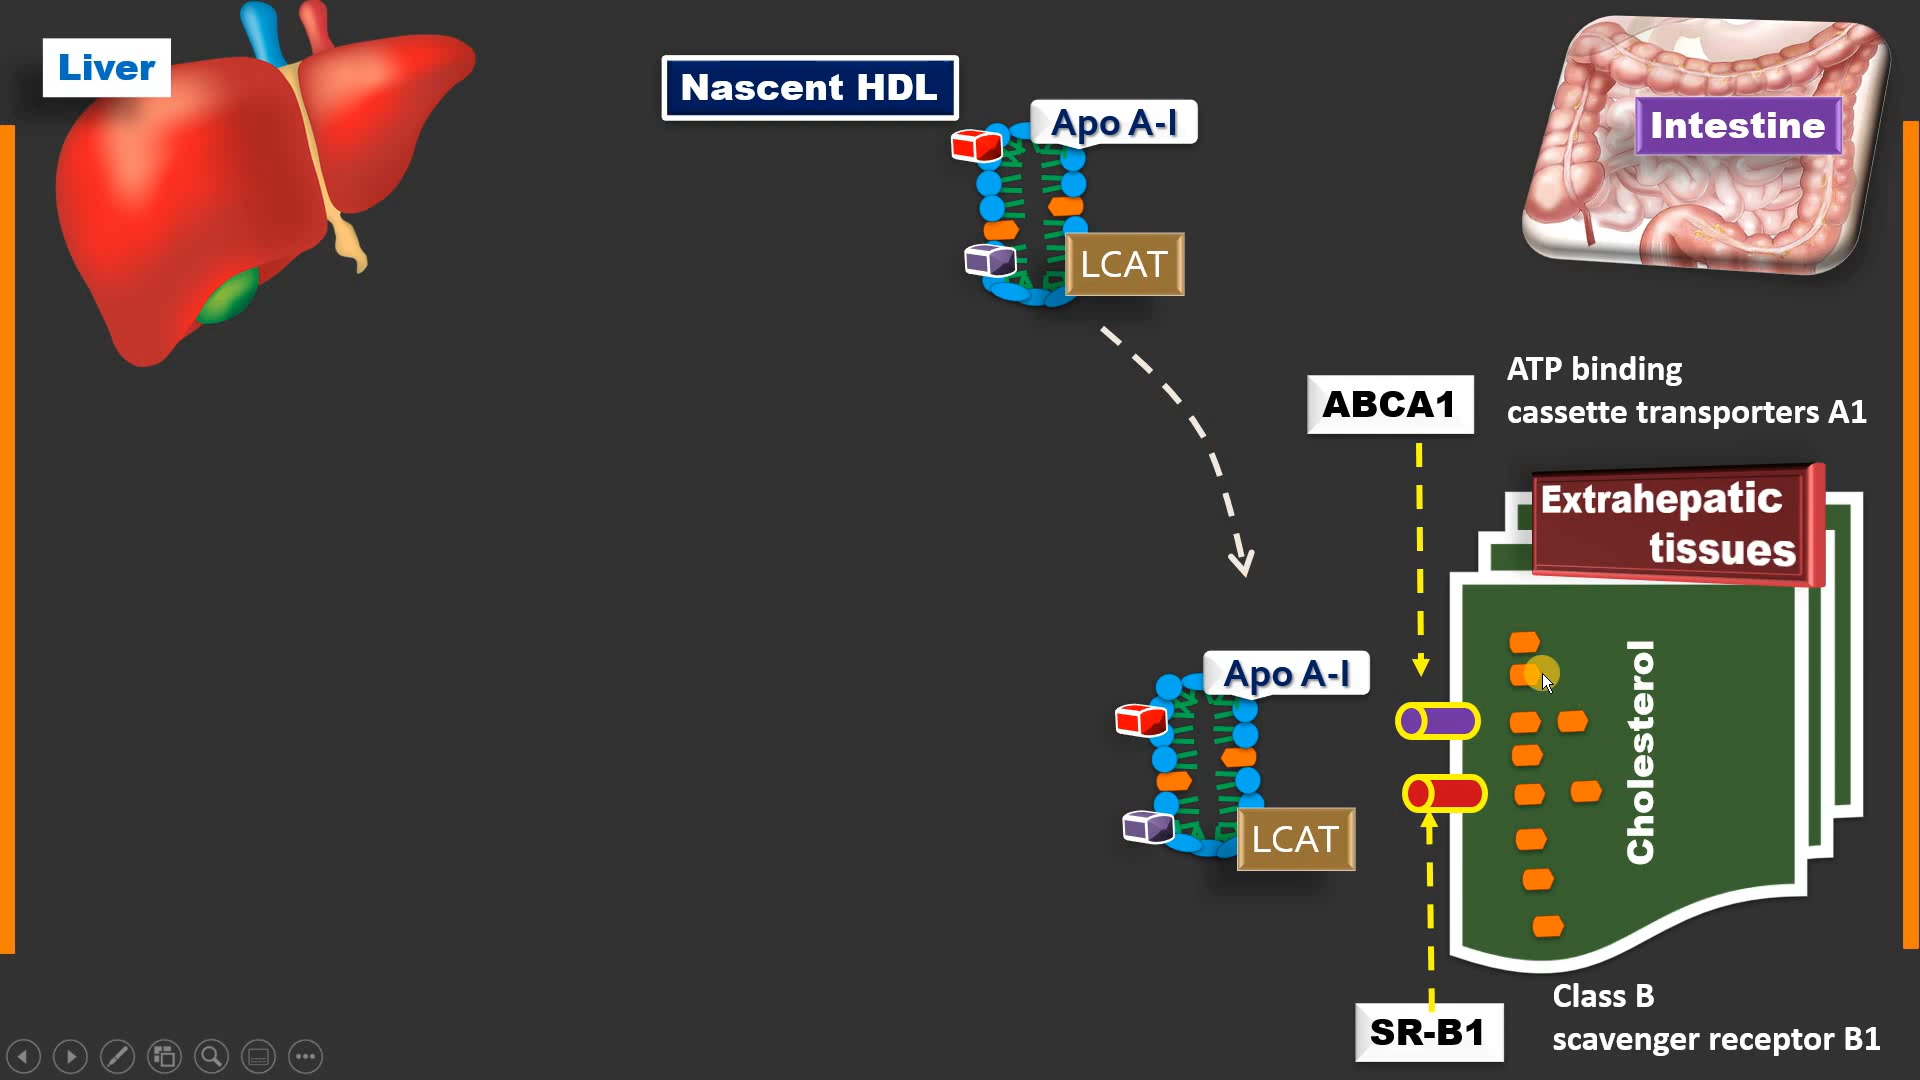 Liver
Nascent HDL
Apo A-I
LCAT
Intestine
ABCA1
ATP binding
cassette transporters A1
Extrahepatic
tissues
Cholesterol
Apo A-I
LCAT
SR-B1
Class B
scavenger receptor B1